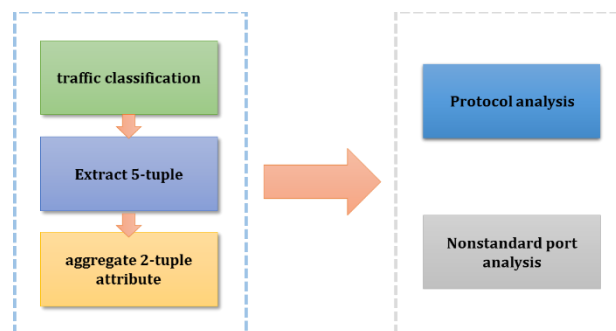 traffic classification
Extract 5-tuple
aggregate 2-tuple
attribute
Protocol analysis
Nonstandard port
analysis